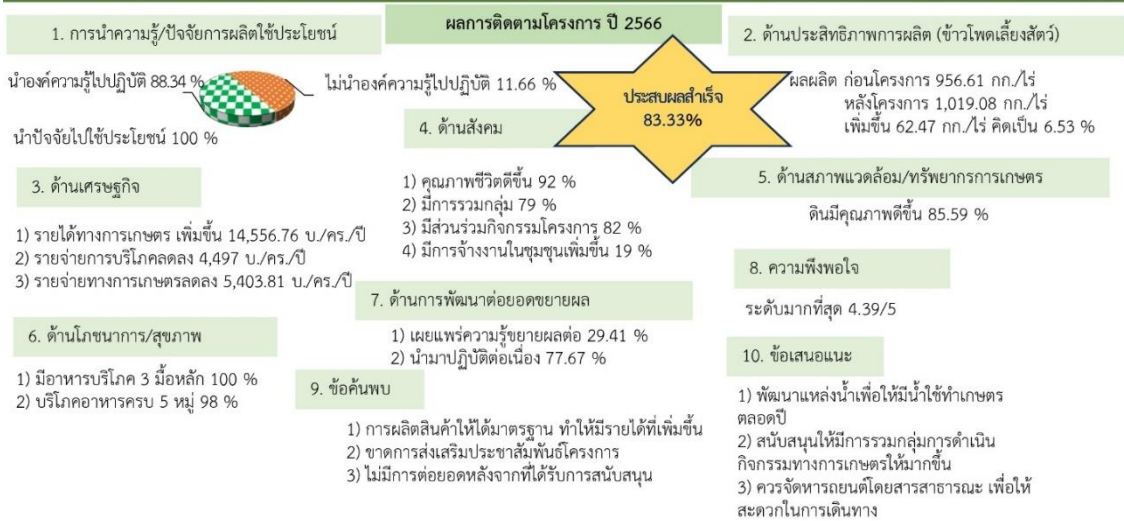 ผลการติดตามโครงการ ปี 2566
ประสบผลสำเร็จ
83.33%
1. การนำความรู้/ปัจจัยการผลิตใช้ประโยชน์
นำองค์ความรู้ไปปฏิบัติ 88.34 %
ไม่นำองค์ความรู้ไปปฏิบัติ 11.66 %
นำปัจจัยไปใช้ประโยชน์ 100 %
2. ด้านประสิทธิภาพการผลิต (ข้าวโพดเลี้ยงสัตว์)
ผลผลิต ก่อนโครงการ 956.61 กก./ไร่
หลังโครงการ 1,019.08 กก./ไร่
เพิ่มขึ้น 62.47 กก./ไร่ คิดเป็น 6.53 %
3. ด้านเศรษฐกิจ
1) รายได้ทางการเกษตร เพิ่มขึ้น 14,556.76 บ./คร./ปี
2) รายจ่ายการบริโภคลดลง 4,497 บ./คร./ปี
3) รายจ่ายทางการเกษตรลดลง 5,403.81 บ./คร./ปี
4. ด้านสังคม
1) คุณภาพชีวิตดีขึ้น 92 %
2) มีการรวมกลุ่ม 79 %
3) มีส่วนร่วมกิจกรรมโครงการ 82 %
4) มีการจ้างงานในชุมชุนเพิ่มขึ้น 19 %
5. ด้านสภาพแวดล้อม/ทรัพยากรการเกษตร
ดินมีคุณภาพดีขึ้น 85.59 %
6. ด้านโภชนาการ/สุขภาพ
1) มีอาหารบริโภค 3 มื้อหลัก 100 %
2) บริโภคอาหารครบ 5 หมู่ 98 %
7. ด้านการพัฒนาต่อยอดขยายผล
1) เผยแพร่ความรู้ขยายผลต่อ 29.41 %
2) นำมาปฏิบัติต่อเนื่อง 77.67 %
8. ความพึงพอใจ
ระดับมากที่สุด 4.39/5
9. ข้อค้นพบ
1) การผลิตสินค้าให้ได้มาตรฐาน ทำให้มีรายได้ที่เพิ่มขึ้น
2) ขาดการส่งเสริมประชาสัมพันธ์โครงการ
3) ไม่มีการต่อยอดหลังจากที่ได้รับการสนับสนุน
10. ข้อเสนอแนะ
1) พัฒนาแหล่งน้ำเพื่อให้มีน้ำใช้ทำเกษตร
ตลอดปี
2) สนับสนุนให้มีการรวมกลุ่มการดำเนิน
กิจกรรมทางการเกษตรให้มากขึ้น
3) ควรจัดหารถยนต์โดยสารสาธารณะ เพื่อให้
สะดวกในการเดินทาง